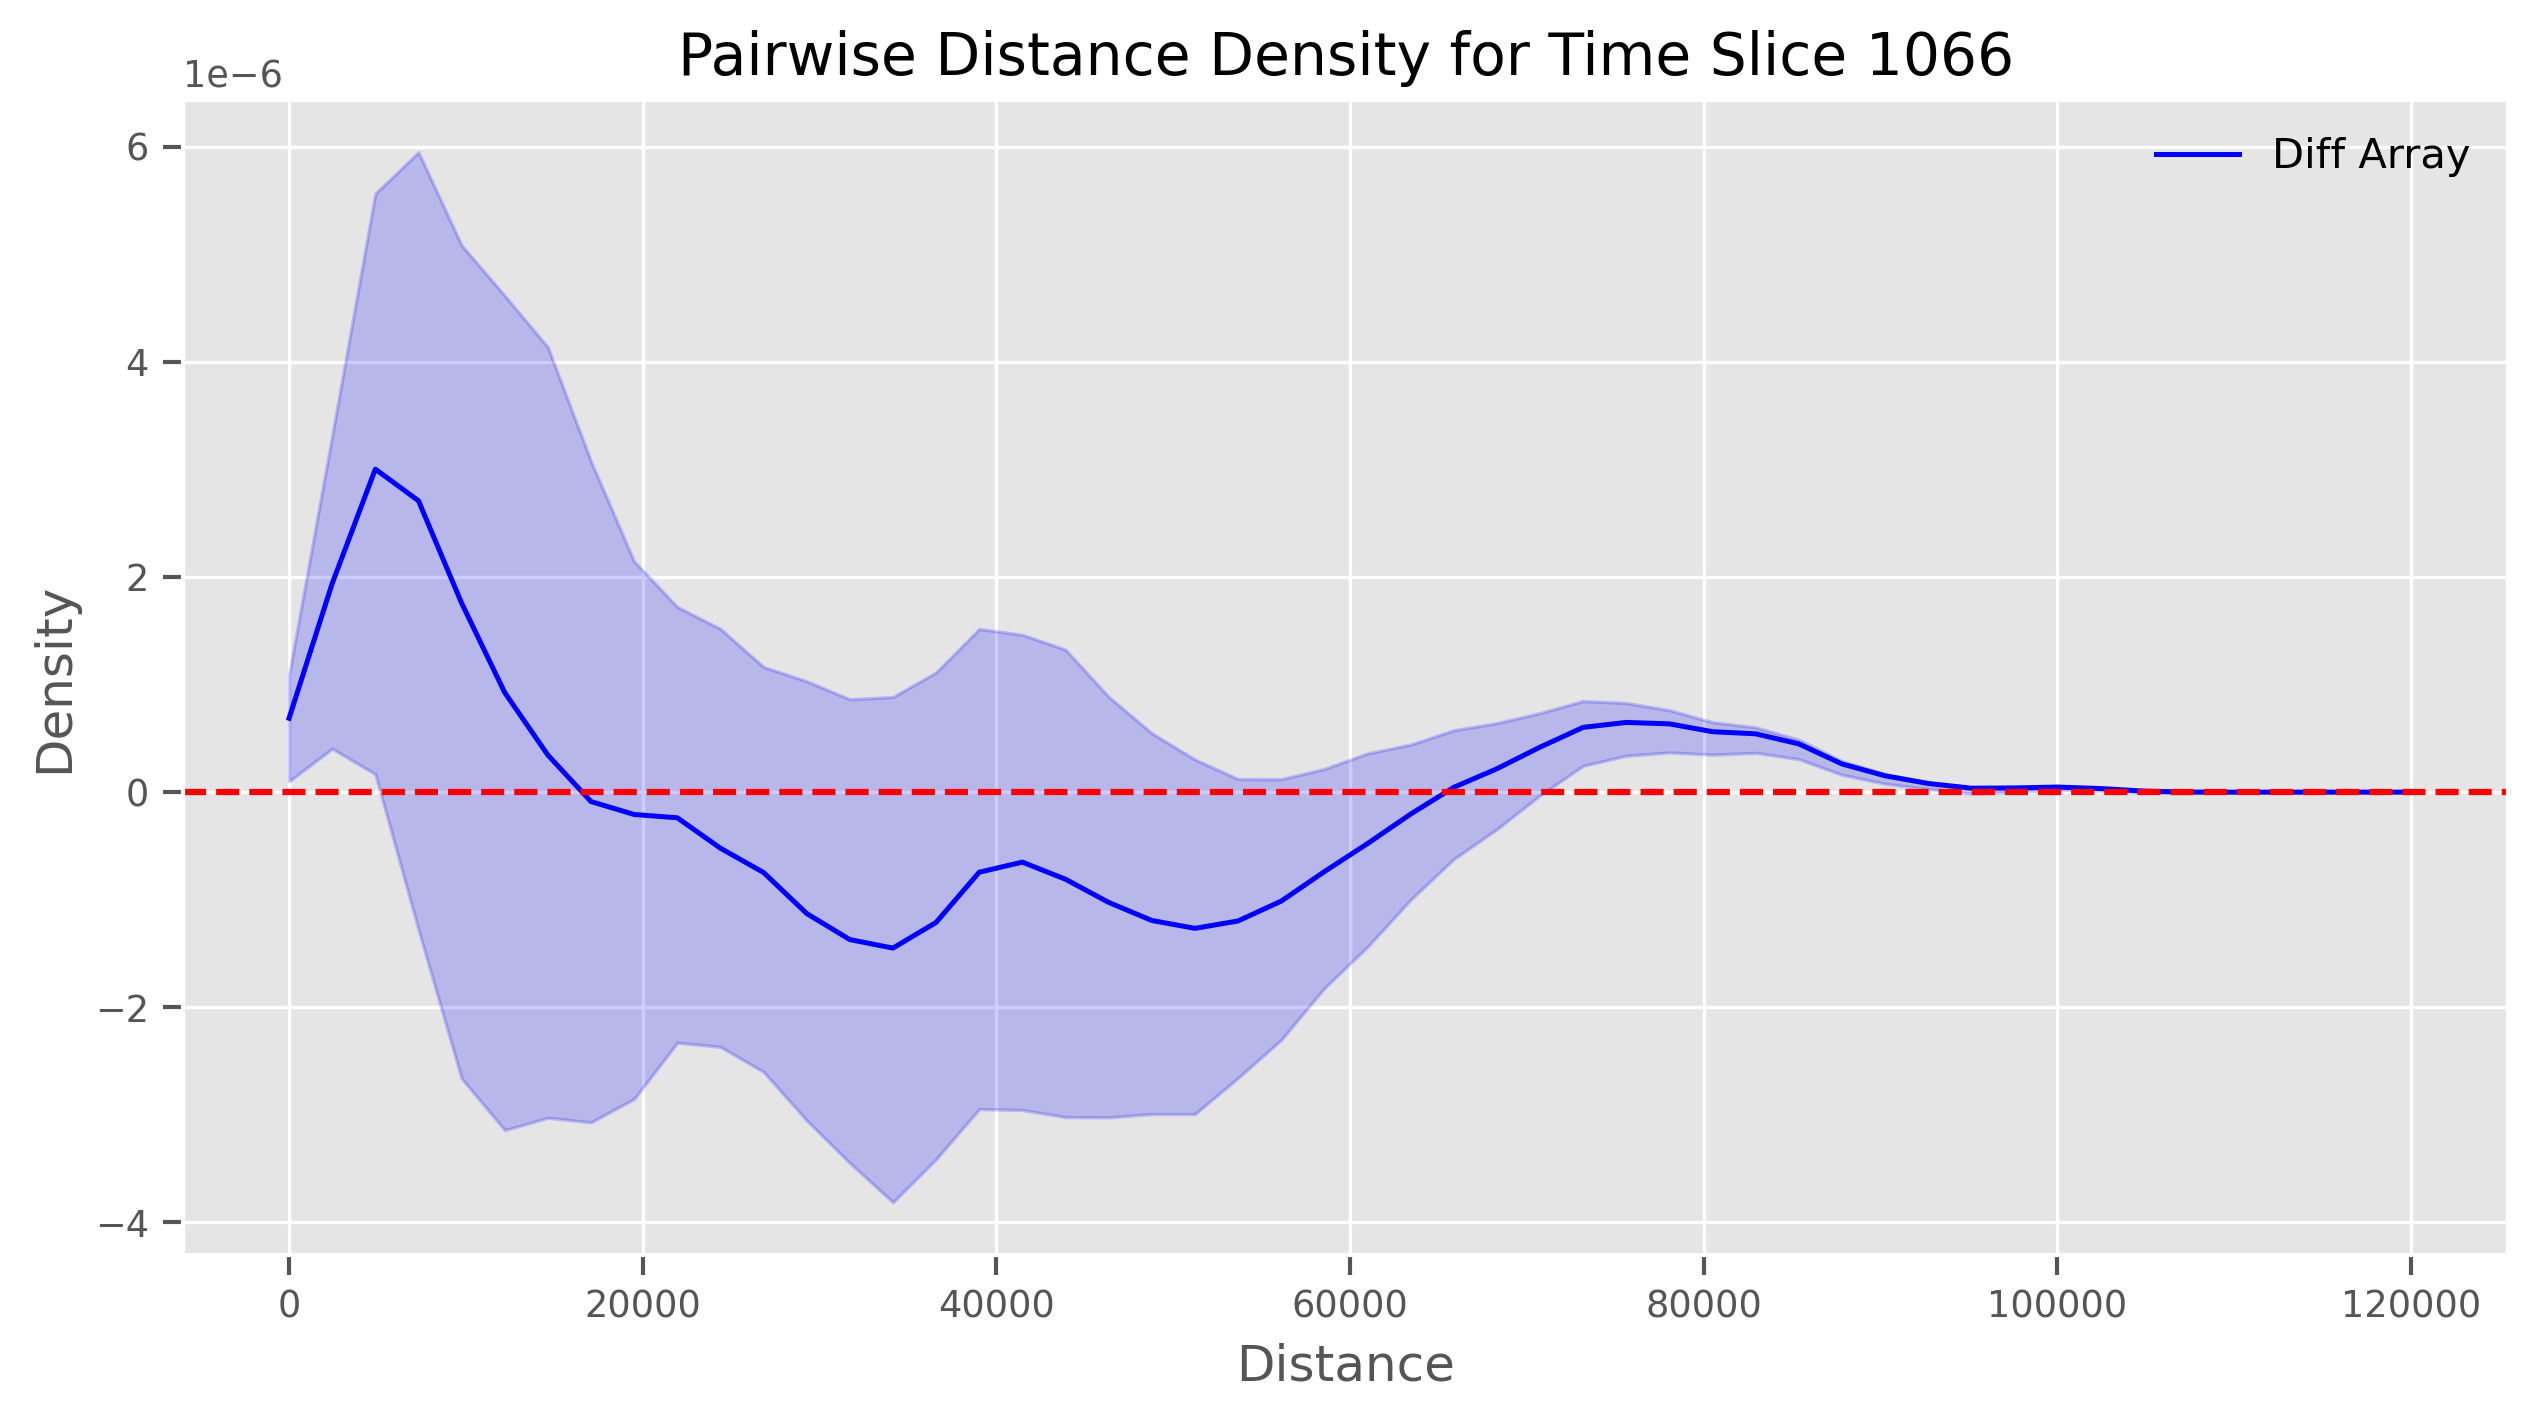 Pairwise Distance Density for Time Slice 1066
1e−6
Diff Array
6
4
2
0
−2
−4
Density
0 20000 40000 60000 80000 100000 120000
Distance